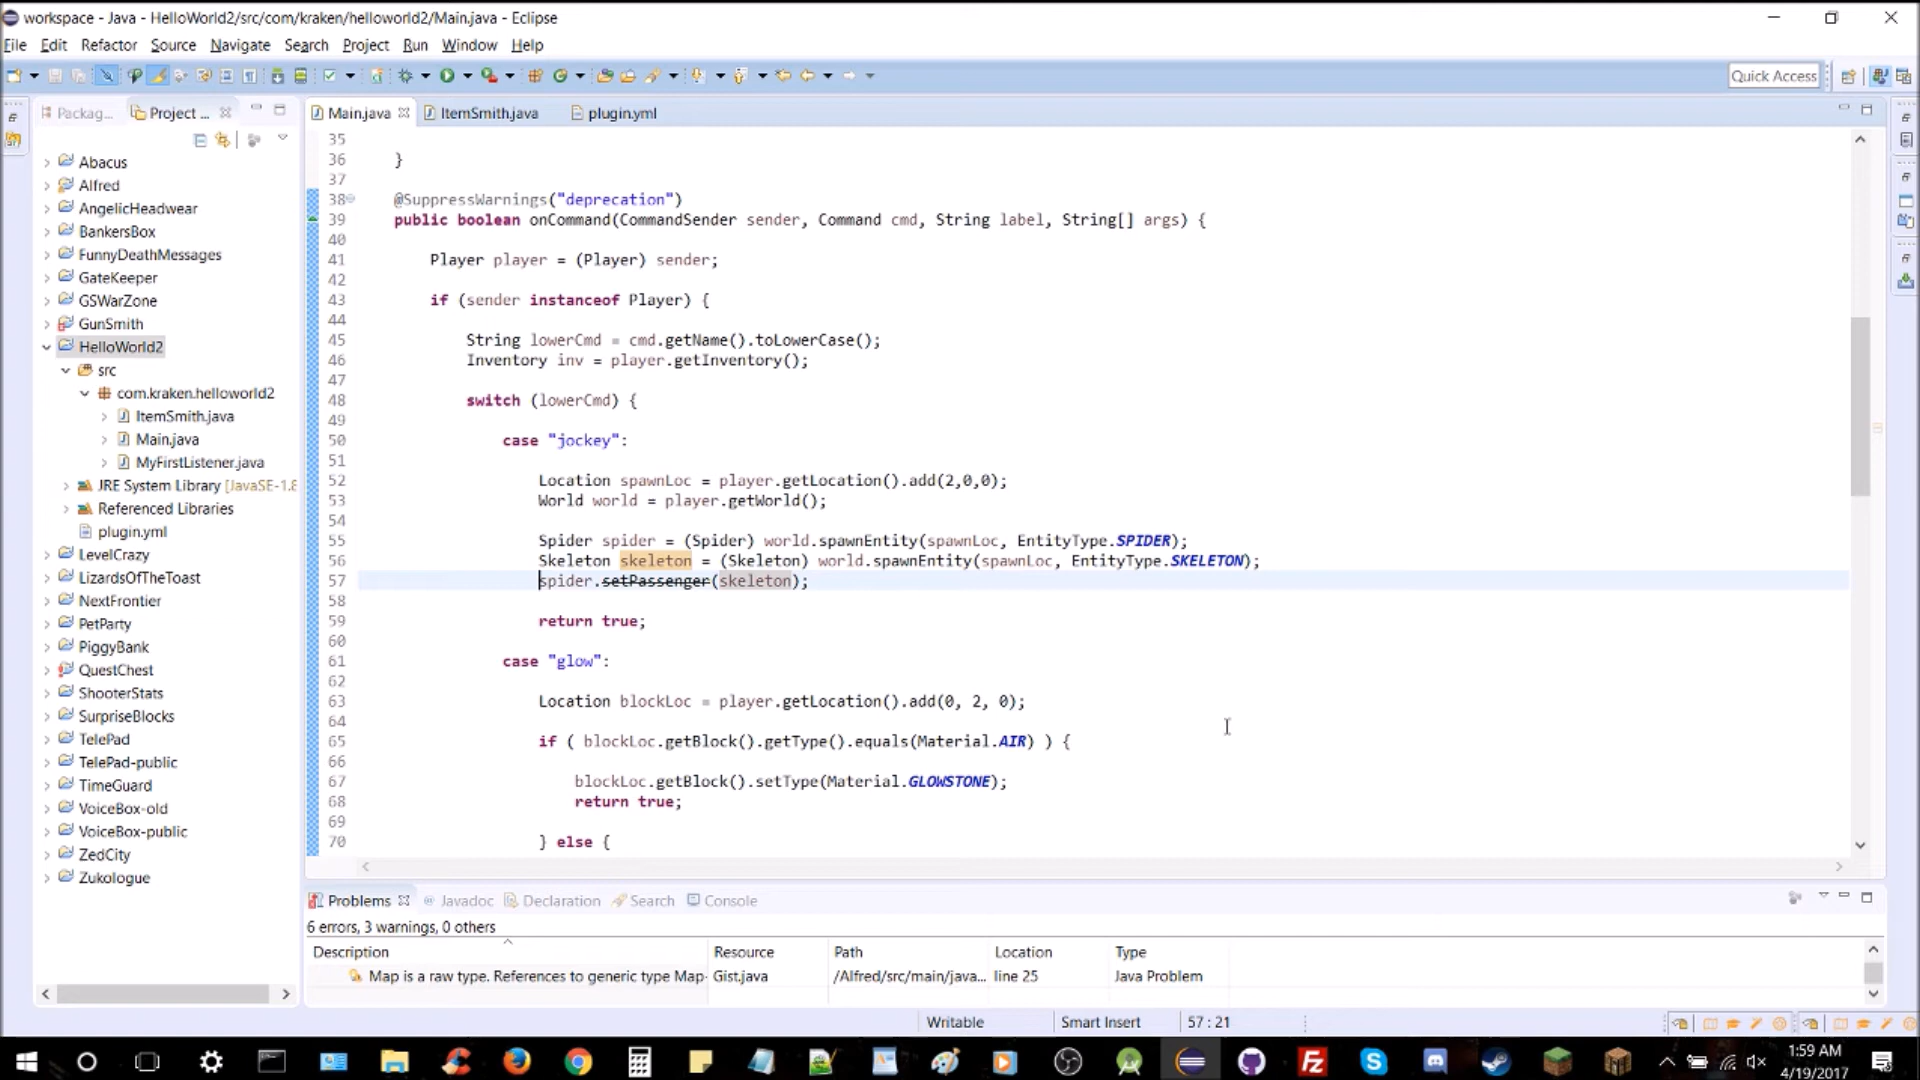 workspace - Java - HelloWorld2/src/com/kraken/helloworld2/Main.java - Eclipse
File Edit Refactor Source Navigate Search Project Run Window Help
Quick Access
Packag... Project ...
Main.java ItemSmith.java plugin.yml
Abacus
Alfred
AngelicHeadwear
BankersBox
FunnyDeathMessages
GateKeeper
GSWarZone
GunSmith
HelloWorld2
src
com.kraken.helloworld2
ItemSmith.java
Main.java
MyFirstListener.java
JRE System Library [JavaSE-1.8
Referenced Libraries
plugin.yml
LevelCrazy
LizardsOfTheToast
NextFrontier
PetParty
PiggyBank
QuestChest
ShooterStats
SurpriseBlocks
TelePad
TelePad-public
TimeGuard
VoiceBox-old
VoiceBox-public
ZedCity
Zukologue
35
36 }
37
38 @SuppressWarnings("deprecation")
39 public boolean onCommand(CommandSender sender, Command cmd, String label, String[] args) {
40
41 Player player = (Player) sender;
42
43 if (sender instanceof Player) {
44
45 String lowerCmd = cmd.getName().toLowerCase();
46 Inventory inv = player.getInventory();
47
48 switch (lowerCmd) {
49
50 case "jockey":
51
52 Location spawnLoc = player.getLocation().add(2,0,0);
53 World world = player.getWorld();
54
55 Spider spider = (Spider) world.spawnEntity(spawnLoc, EntityType.SPIDER);
56 Skeleton skeleton = (Skeleton) world.spawnEntity(spawnLoc, EntityType.SKELETON);
57 spider.setPassenger(skeleton);
58
59 return true;
60
61 case "glow":
62
63 Location blockLoc = player.getLocation().add(0, 2, 0);
64
65 if ( blockLoc.getBlock().getType().equals(Material.AIR) ) {
66
67 blockLoc.getBlock().setType(Material.GLOWSTONE);
68 return true;
69
70 } else {
Problems Javadoc Declaration Search Console
6 errors, 3 warnings, 0 others
Description Resource Path Location Type
Map is a raw type. References to generic type Map Gist.java /Alfred/src/main/java... line 25 Java Problem
Writable Smart Insert 57 : 21
1:59 AM
4/19/2017